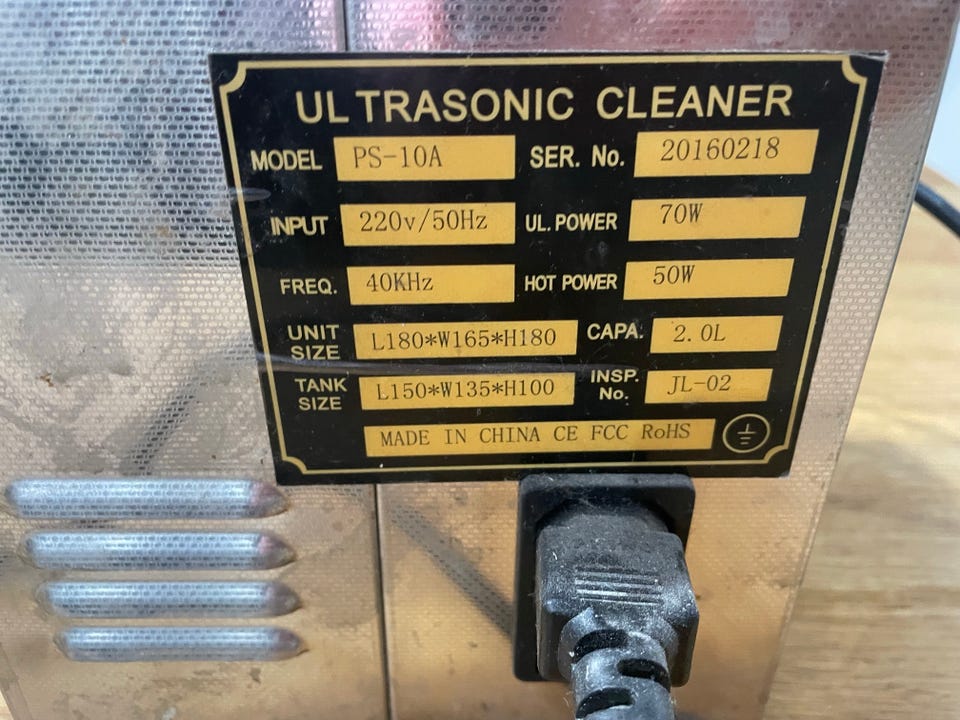 ULTRASONIC CLEANER
MODEL PS-10A SER. No. 20160218
INPUT 220v/50Hz UL. POWER 70W
FREQ. 40KHz HOT POWER 50W
UNIT SIZE L180*W165*H180 CAPA. 2.0L
TANK SIZE L150*W135*H100 INSP. No. JL-02
MADE IN CHINA CE FCC RoHS